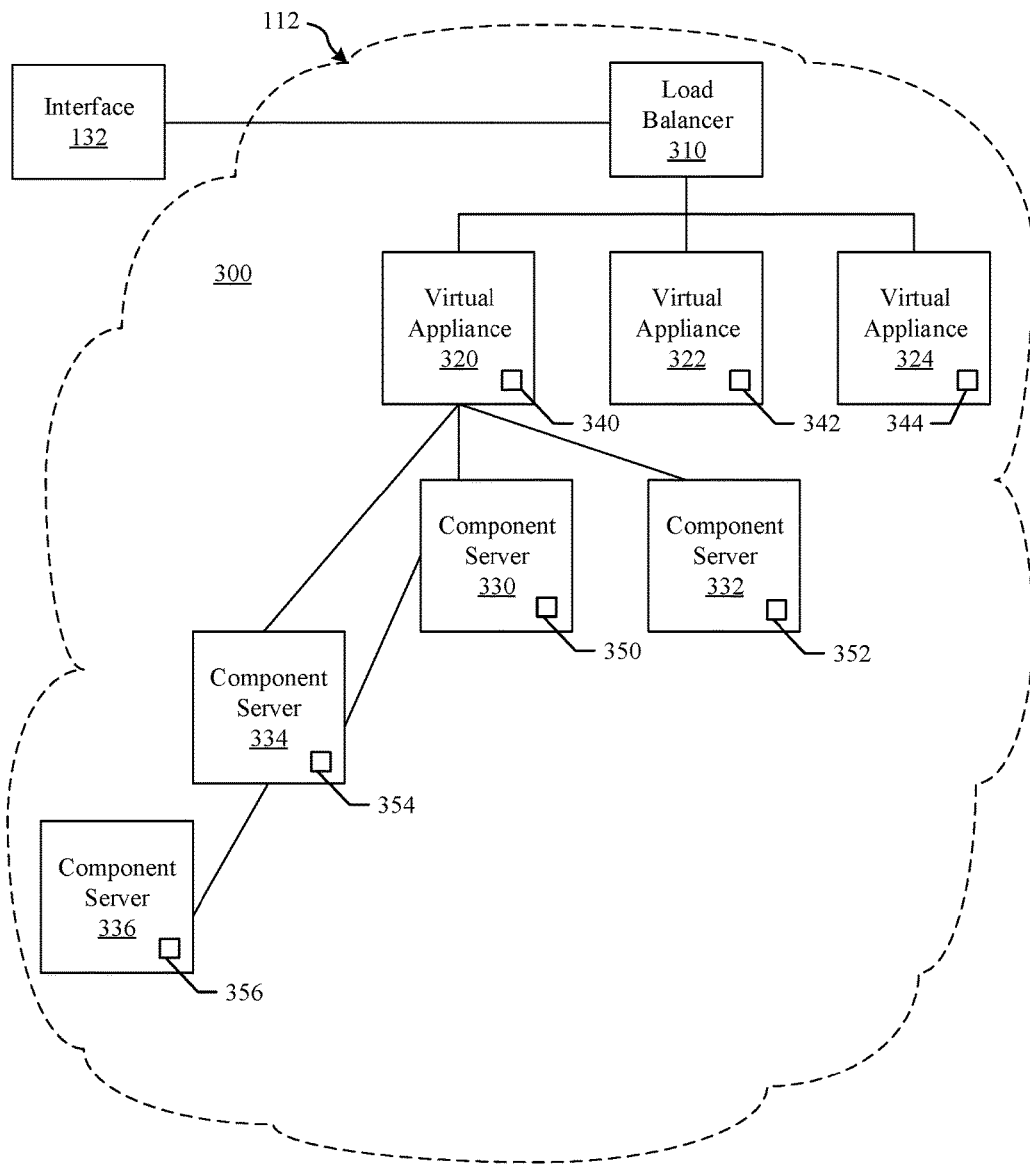 112
Interface
132
Load
Balancer
310
300
Virtual
Appliance
320
Virtual
Appliance
322
Virtual
Appliance
324
340
342
344
Component
Server
330
Component
Server
332
350
352
Component
Server
334
354
Component
Server
336
356